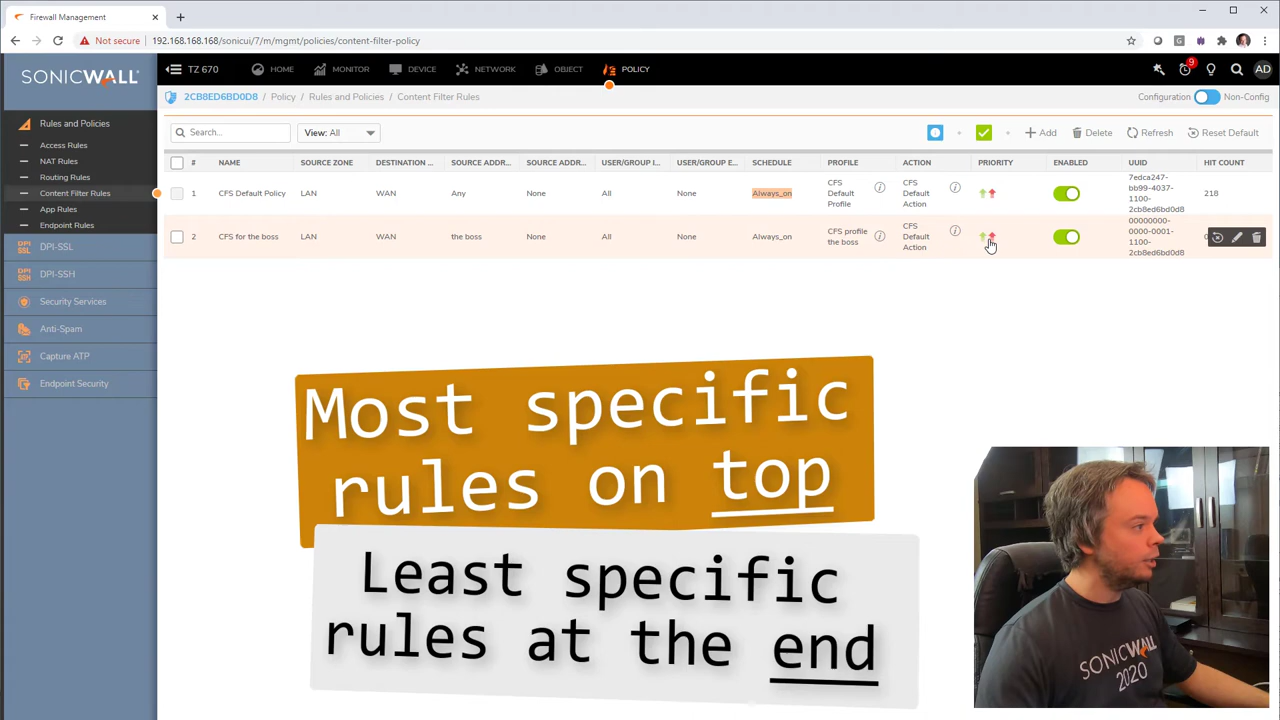 Firewall Management
Not secure 192.168.168.168/sonicui/7/m/mgmt/policies/content-filter-policy
SONICWALL
TZ 670 HOME MONITOR DEVICE NETWORK OBJECT POLICY 9 AD
2CB8ED6BD0D8 / Policy / Rules and Policies / Content Filter Rules Configuration Non-Config
Rules and Policies
Access Rules
NAT Rules
Routing Rules
Content Filter Rules
App Rules
Endpoint Rules
DPI-SSL
DPI-SSH
Security Services
Anti-Spam
Capture ATP
Endpoint Security
Search... View: All Add Delete Refresh Reset Default
# NAME SOURCE ZONE DESTINATION ... SOURCE ADDR... SOURCE ADDR... USER/GROUP I... USER/GROUP E... SCHEDULE PROFILE ACTION PRIORITY ENABLED UUID HIT COUNT
1 CFS Default Policy LAN WAN Any None All None Always_on CFS Default Profile CFS Default Action 7edca247-bb99-4037-1100-2cb8ed6bd0d8 218
2 CFS for the boss LAN WAN the boss None All None Always_on CFS profile the boss CFS Default Action 00000000-0000-0001-1100-2cb8ed6bd0d8
Most specific
rules on top
Least specific
rules at the end
SONICWALL
2020